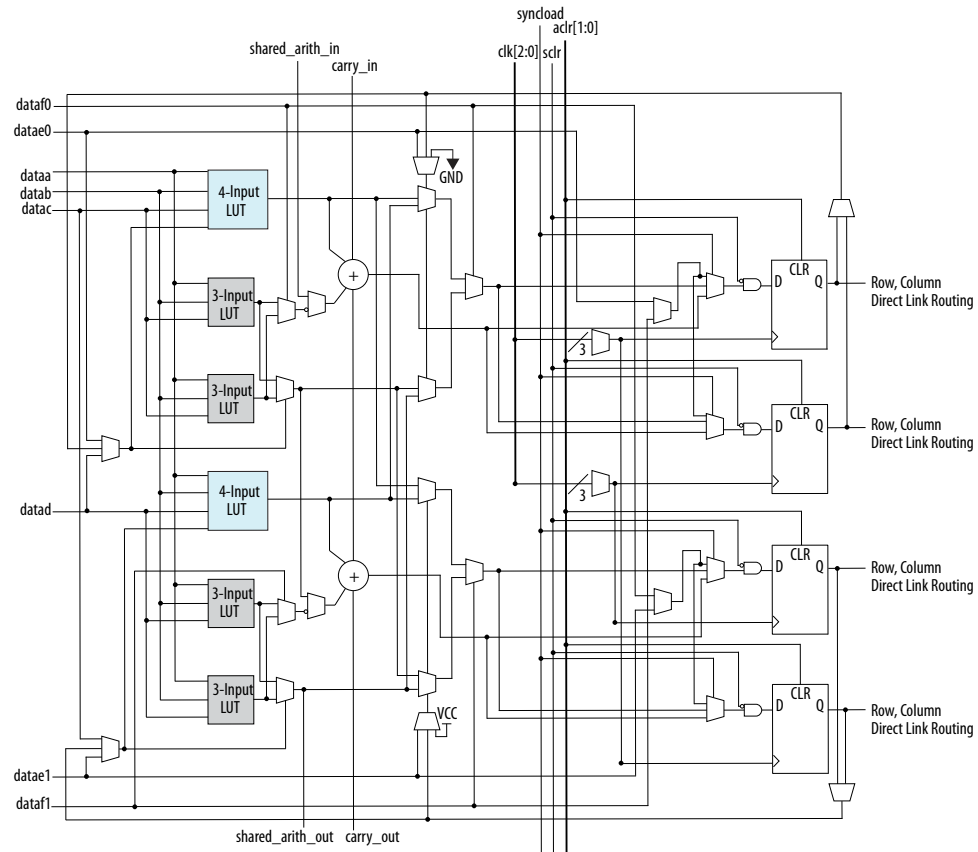 syncload
aclr[1:0]
shared_arith_in
clk[2:0]
sclr
carry_in
dataf0
datae0
dataa
datab
datac
GND
4-Input
LUT
CLR
D
Q
Row, Column
Direct Link Routing
3-Input
LUT
+
3
3-Input
LUT
CLR
D
Q
Row, Column
Direct Link Routing
4-Input
LUT
datad
3
CLR
D
Q
Row, Column
Direct Link Routing
3-Input
LUT
+
3-Input
LUT
VCC
CLR
D
Q
Row, Column
Direct Link Routing
datae1
dataf1
shared_arith_out
carry_out